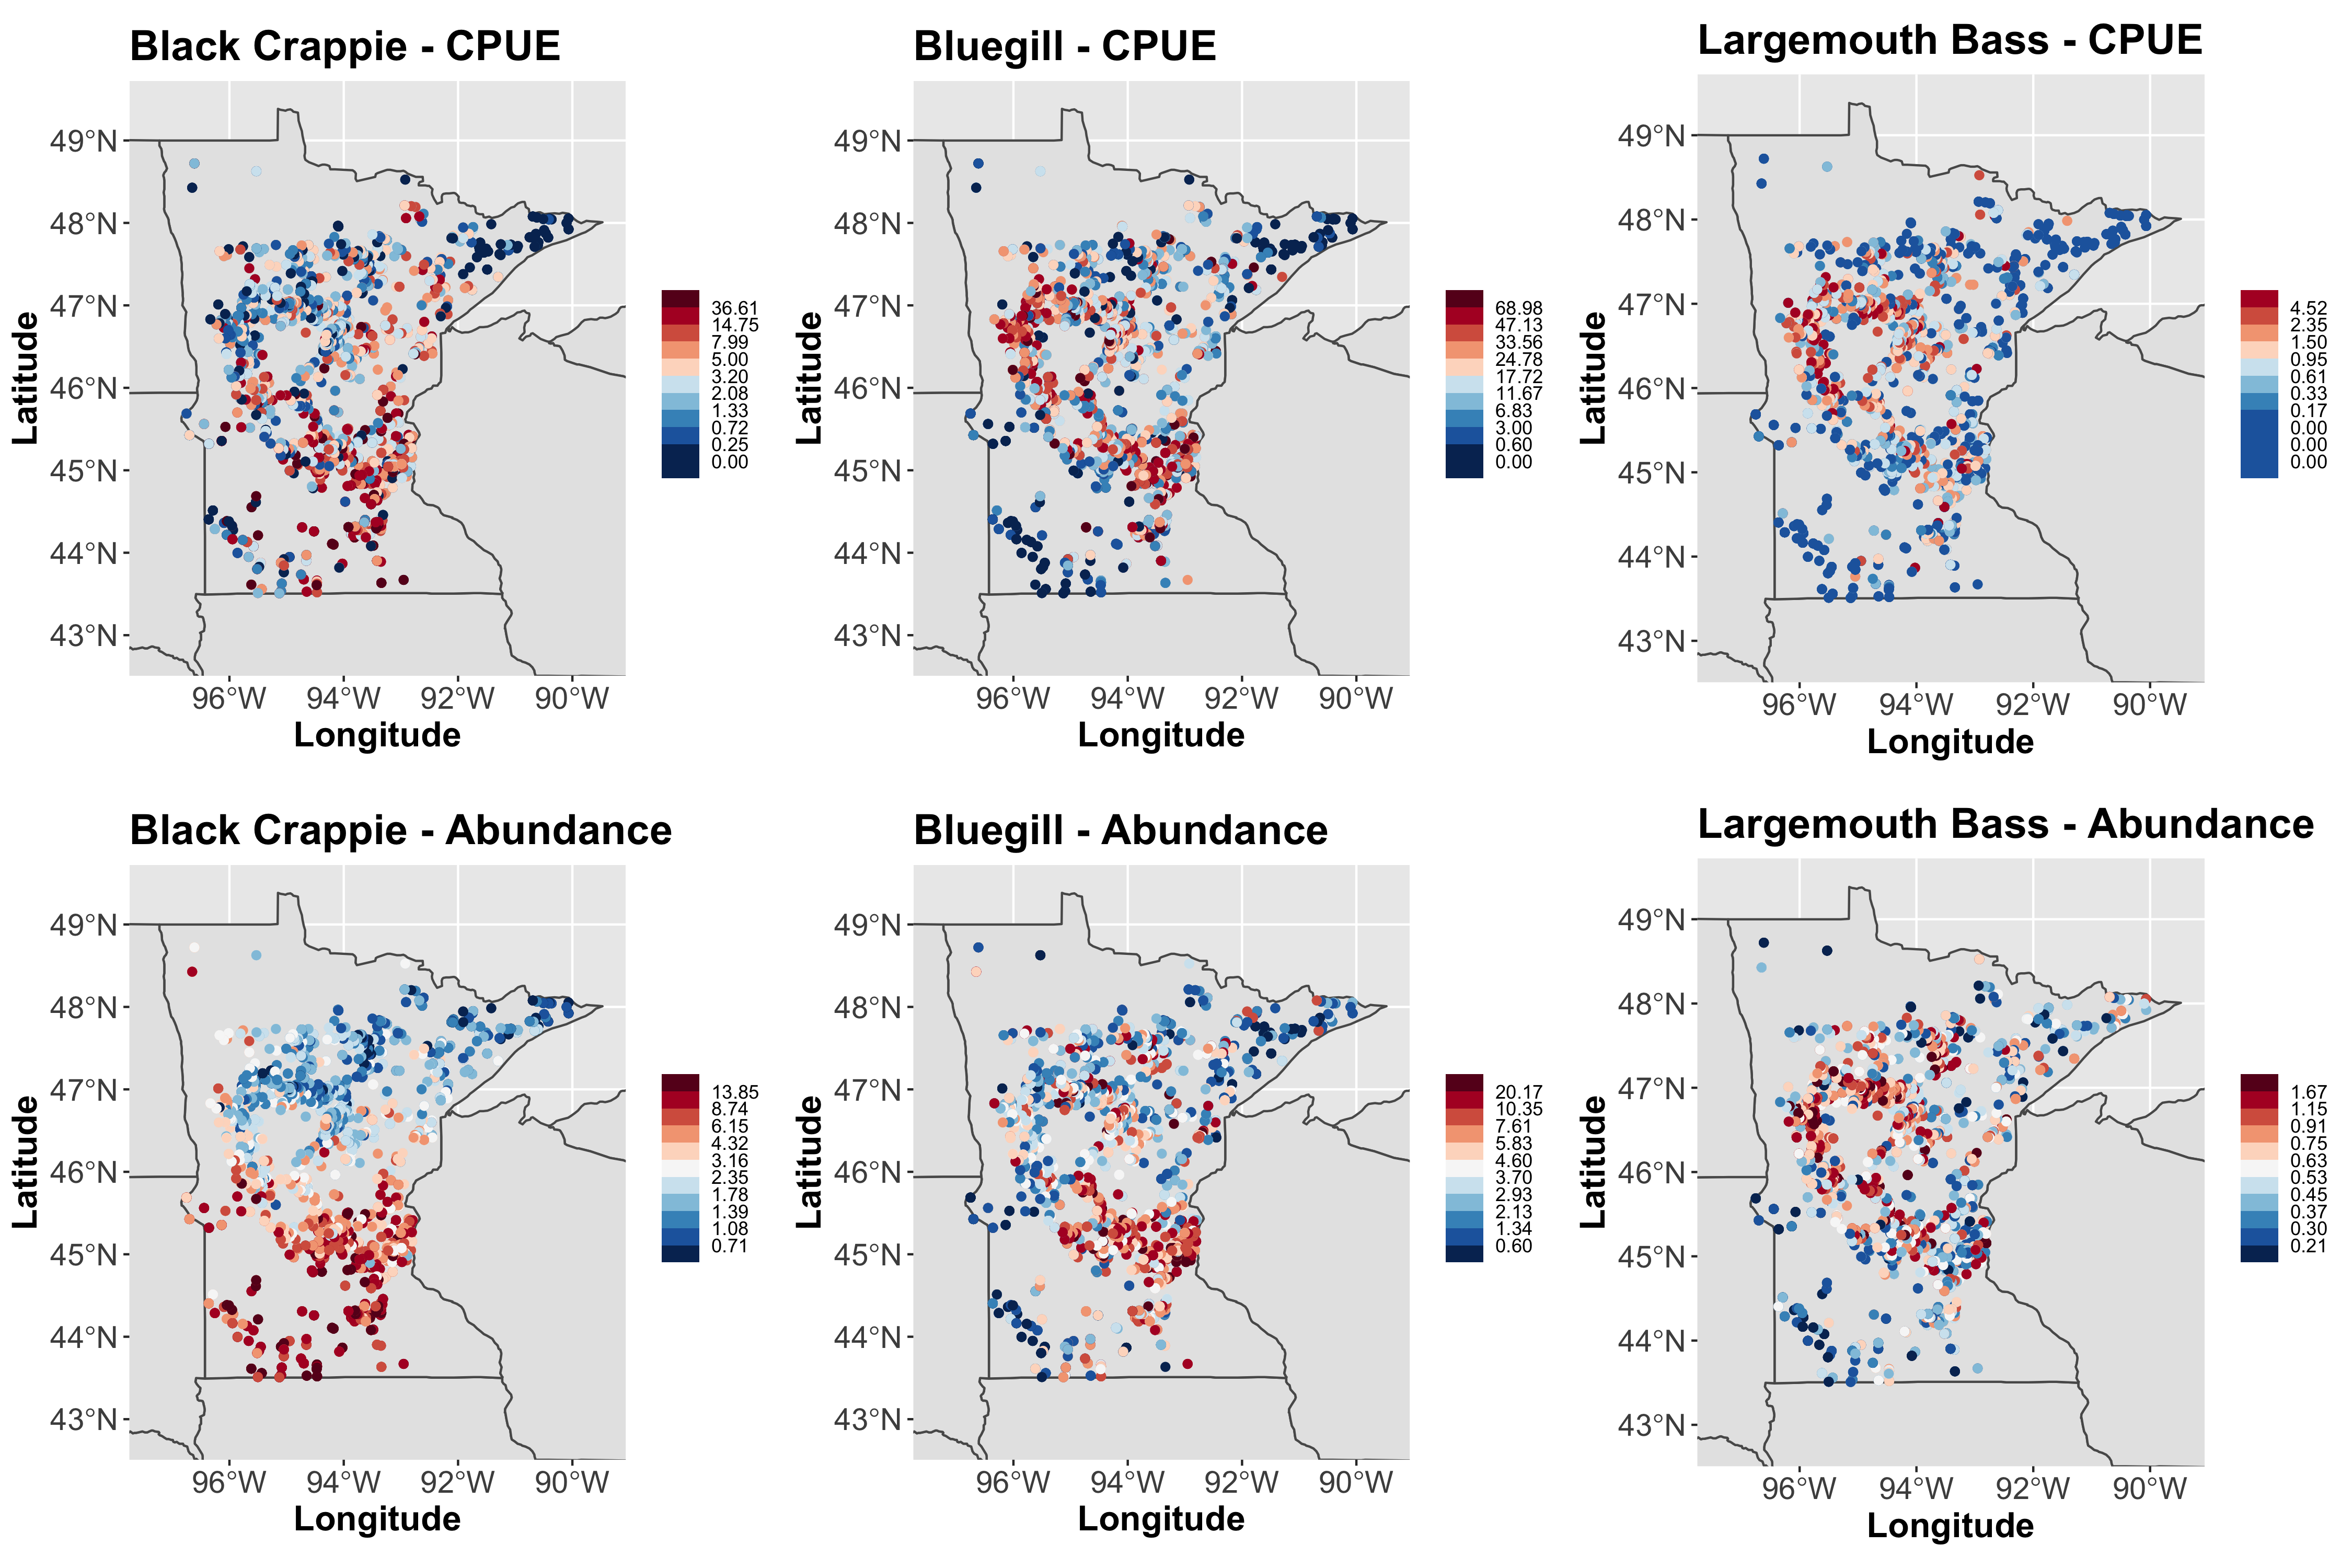 Black Crappie - CPUE
49°N
48°N
47°N
46°N
45°N
44°N
43°N
Latitude
96°W 94°W 92°W 90°W
Longitude
36.61
14.75
7.99
5.00
3.20
2.08
1.33
0.72
0.25
0.00
Bluegill - CPUE
49°N
48°N
47°N
46°N
45°N
44°N
43°N
Latitude
96°W 94°W 92°W 90°W
Longitude
68.98
47.13
33.56
24.78
17.72
11.67
6.83
3.00
0.60
0.00
Largemouth Bass - CPUE
49°N
48°N
47°N
46°N
45°N
44°N
43°N
Latitude
96°W 94°W 92°W 90°W
Longitude
4.52
2.35
1.50
0.95
0.61
0.33
0.17
0.00
0.00
0.00
Black Crappie - Abundance
49°N
48°N
47°N
46°N
45°N
44°N
43°N
Latitude
96°W 94°W 92°W 90°W
Longitude
13.85
8.74
6.15
4.32
3.16
2.35
1.78
1.39
1.08
0.71
Bluegill - Abundance
49°N
48°N
47°N
46°N
45°N
44°N
43°N
Latitude
96°W 94°W 92°W 90°W
Longitude
20.17
10.35
7.61
5.83
4.60
3.70
2.93
2.13
1.34
0.60
Largemouth Bass - Abundance
49°N
48°N
47°N
46°N
45°N
44°N
43°N
Latitude
96°W 94°W 92°W 90°W
Longitude
1.67
1.15
0.91
0.75
0.63
0.53
0.45
0.37
0.30
0.21